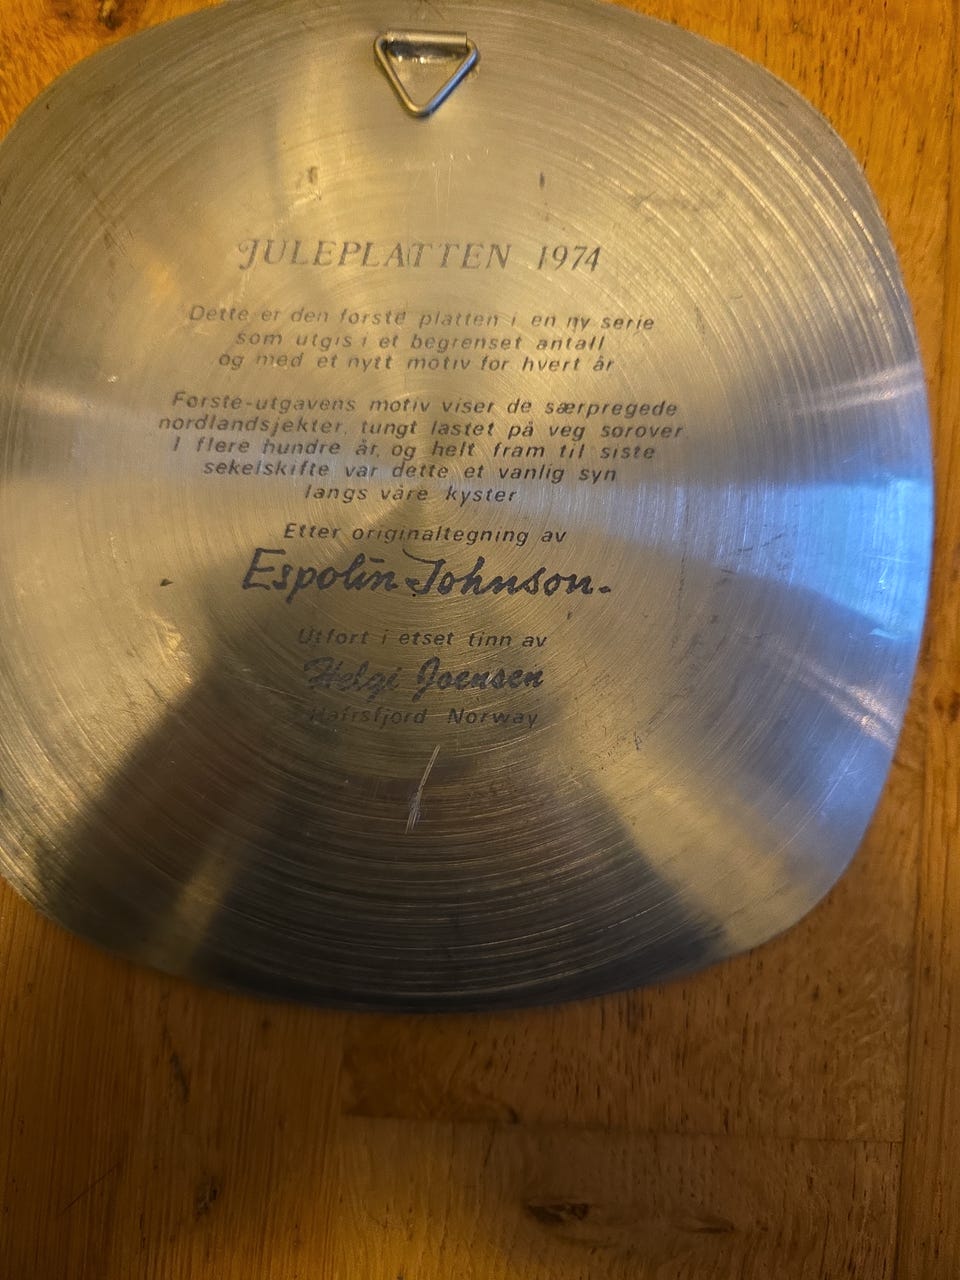 JULEPLATTEN 1974
Dette er den første platten i en ny serie
som utgis i et begrenset antall
og med et nytt motiv for hvert år
Første-utgavens motiv viser de særpregede
nordlandsjekter, tungt lastet på veg sørover
I flere hundre år, og helt fram til siste
sekelskifte var dette et vanlig syn
langs våre kyster
Etter originaltegning av
Espolin-Johnson.
Utført i etset tinn av
Helgi Joensen
Hafrsfjord Norway